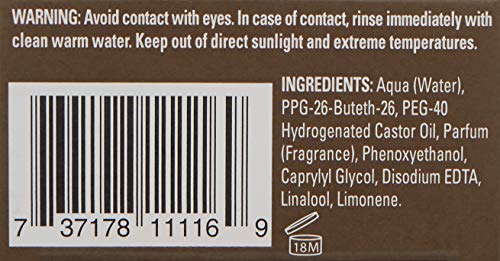 WARNING: Avoid contact with eyes. In case of contact, rinse immediately with
clean warm water. Keep out of direct sunlight and extreme temperatures.
INGREDIENTS: Aqua (Water),
PPG-26-Buteth-26, PEG-40
Hydrogenated Castor Oil, Parfum
(Fragrance), Phenoxyethanol,
Caprylyl Glycol, Disodium EDTA,
Linalool, Limonene.
7 37178 11116 9
18M